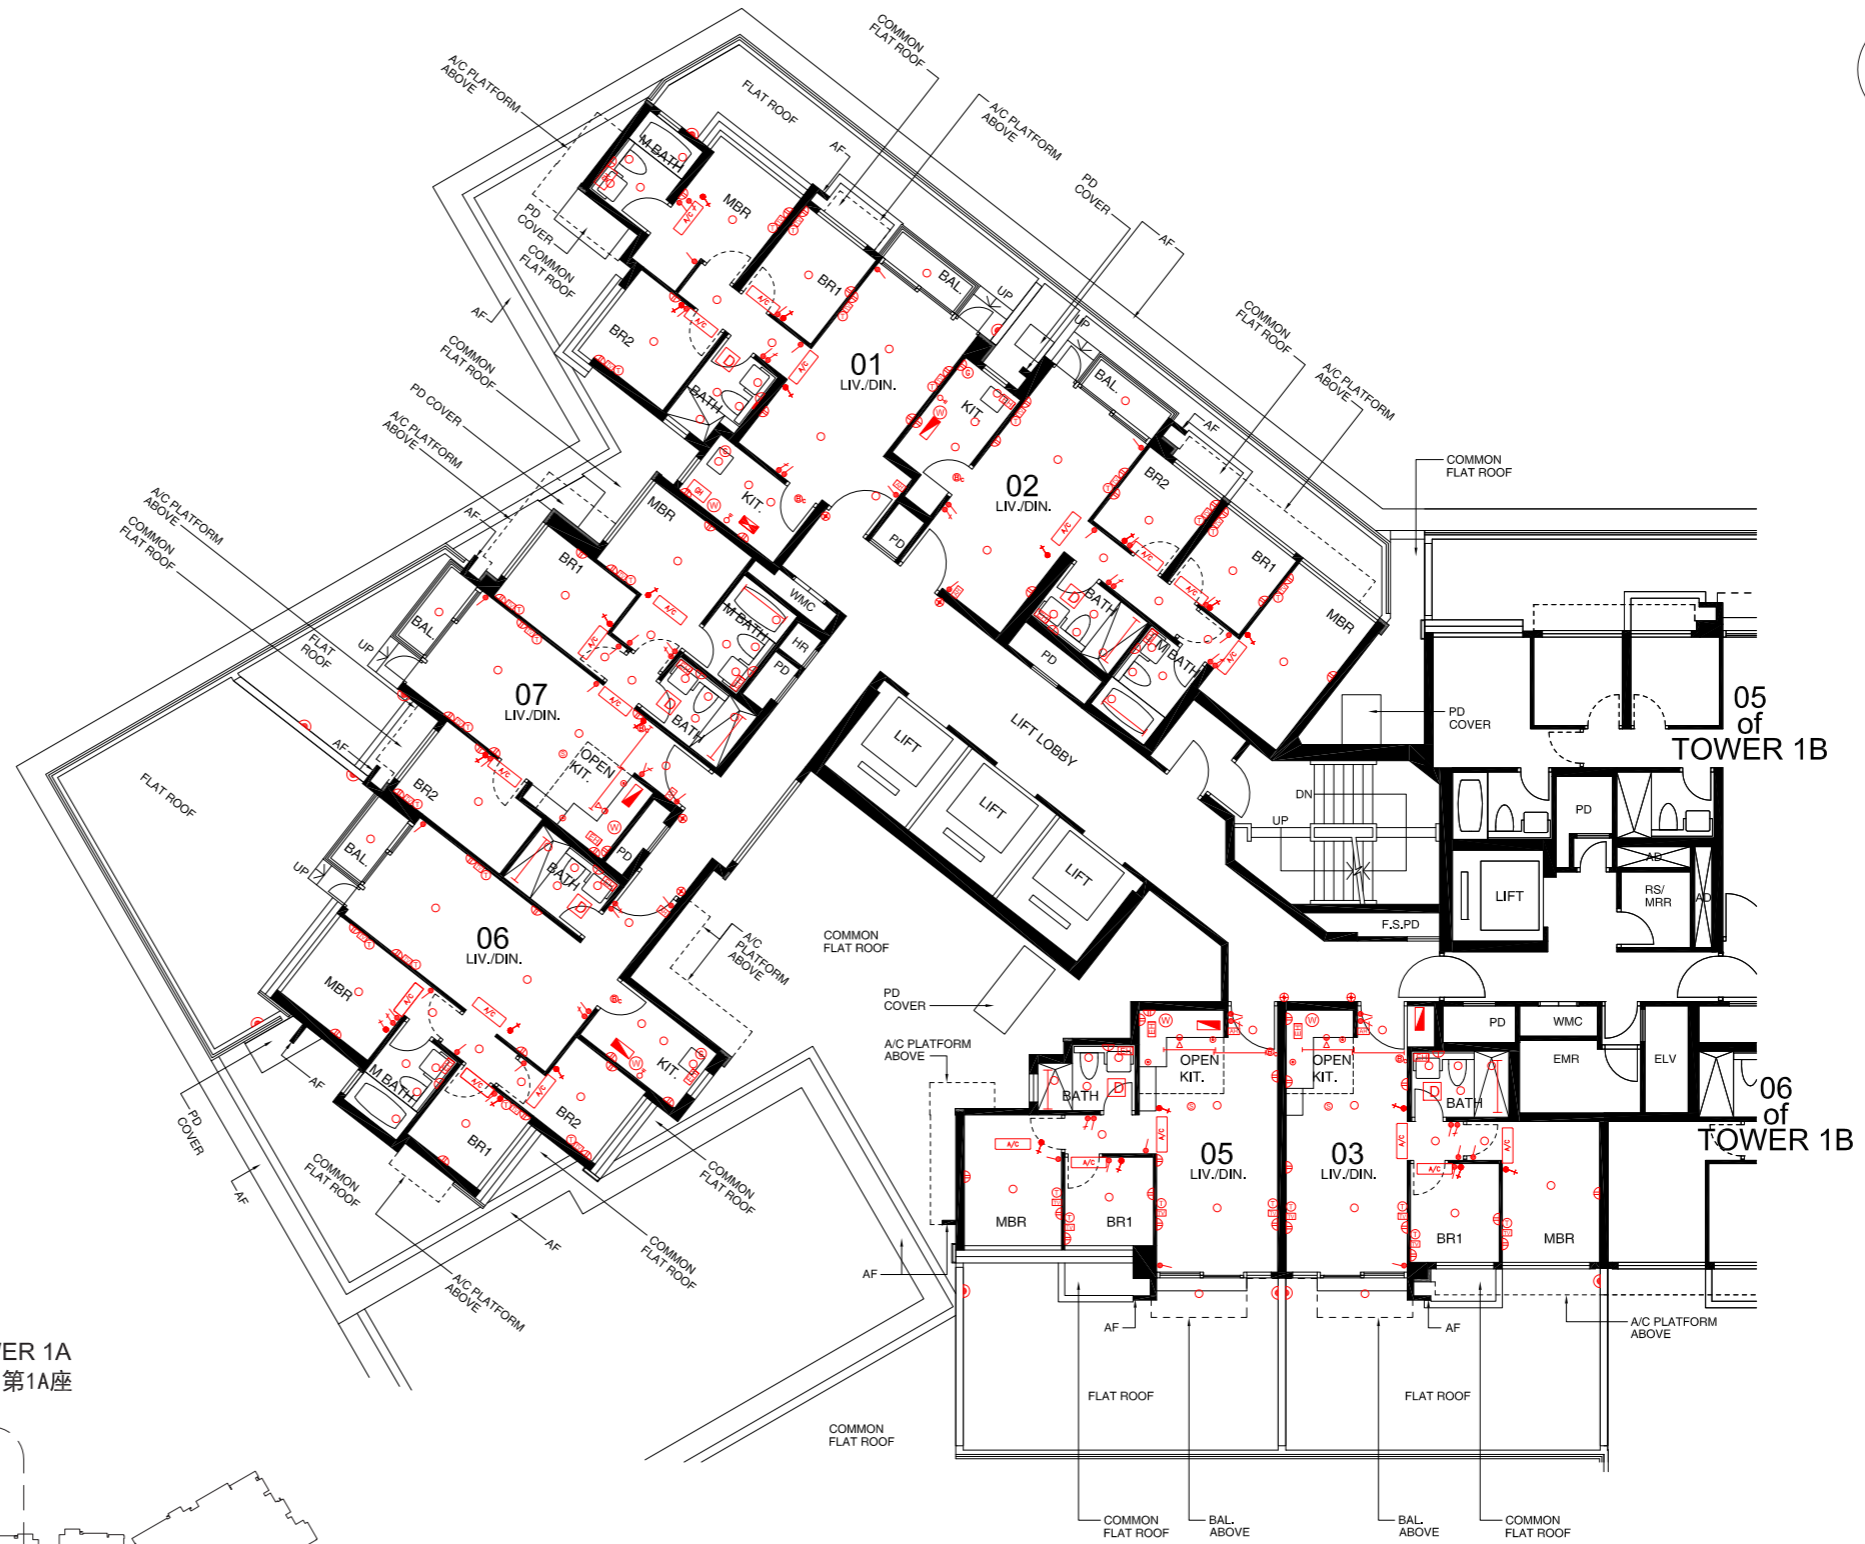 COMMON
FLAT ROOF
A/C PLATFORM
ABOVE
FLAT ROOF
A/C PLATFORM
ABOVE
AF
PD
COVER
AF
M BATH
MBR
A/C
PD
COVER
COMMON
FLAT ROOF
AF
BR1
A/C
BAL.
UP
UP
BR2
A/C
D
BATH
A/C
01
LIV./DIN.
COMMON
FLAT ROOF
A/C PLATFORM
ABOVE
AF
BAL.
KIT.
COMMON
FLAT ROOF
PD COVER
A/C PLATFORM
ABOVE
AF
KIT.
PD
02
LIV./DIN.
BR2
A/C
A/C
BR1
A/C
MBR
A/C
BATH
D
M BATH
PD
COMMON
FLAT ROOF
A/C PLATFORM
ABOVE
COMMON
FLAT ROOF
MBR
BR1
A/C
A/C
WMC
M BATH
HR
PD
BAL.
UP
FLAT
ROOF
07
LIV./DIN.
A/C
D
BATH
OPEN
KIT.
BR2
A/C
AF
PD
FLAT ROOF
LIFT LOBBY
LIFT
LIFT
LIFT
PD
COVER
05
of
TOWER 1B
DN
UP
PD
AD
AD
RS/
MRR
LIFT
F.S.PD
BAL.
UP
BATH
D
06
LIV./DIN.
MBR
A/C
A/C
M BATH
A/C
A/C
BR1
BR2
KIT.
A/C
PLATFORM
ABOVE
COMMON
FLAT ROOF
PD
COVER
AF
PD
COVER
AF
COMMON
FLAT ROOF
A/C PLATFORM
ABOVE
AF
COMMON
FLAT ROOF
COMMON
FLAT ROOF
A/C PLATFORM
ABOVE
BATH
D
OPEN
KIT.
OPEN
KIT.
D
BATH
PD
WMC
EMR
ELV
06
of
TOWER 1B
A/C
A/C
A/C
MBR
BR1
05
LIV./DIN.
03
LIV./DIN.
A/C
A/C
A/C
BR1
MBR
AF
AF
AF
A/C PLATFORM
ABOVE
FLAT ROOF
FLAT ROOF
COMMON
FLAT ROOF
COMMON
FLAT ROOF
BAL.
ABOVE
BAL.
ABOVE
COMMON
FLAT ROOF
ER 1A
第1A座